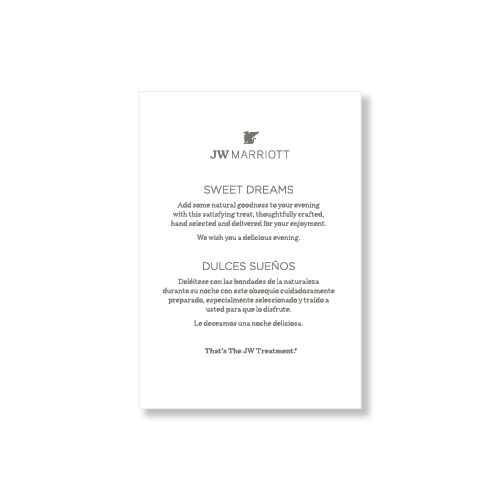 JW MARRIOTT
SWEET DREAMS
Add some natural goodness to your evening
with this satisfying treat, thoughtfully crafted,
hand selected and delivered for your enjoyment.
We wish you a delicious evening.
DULCES SUEÑOS
Deléitese con las bondades de la naturaleza
durante su noche con este obsequio cuidadosamente
preparado, especialmente seleccionado y traído a
usted para que lo disfrute.
Le deseamos una noche deliciosa.
That's The JW Treatment.®